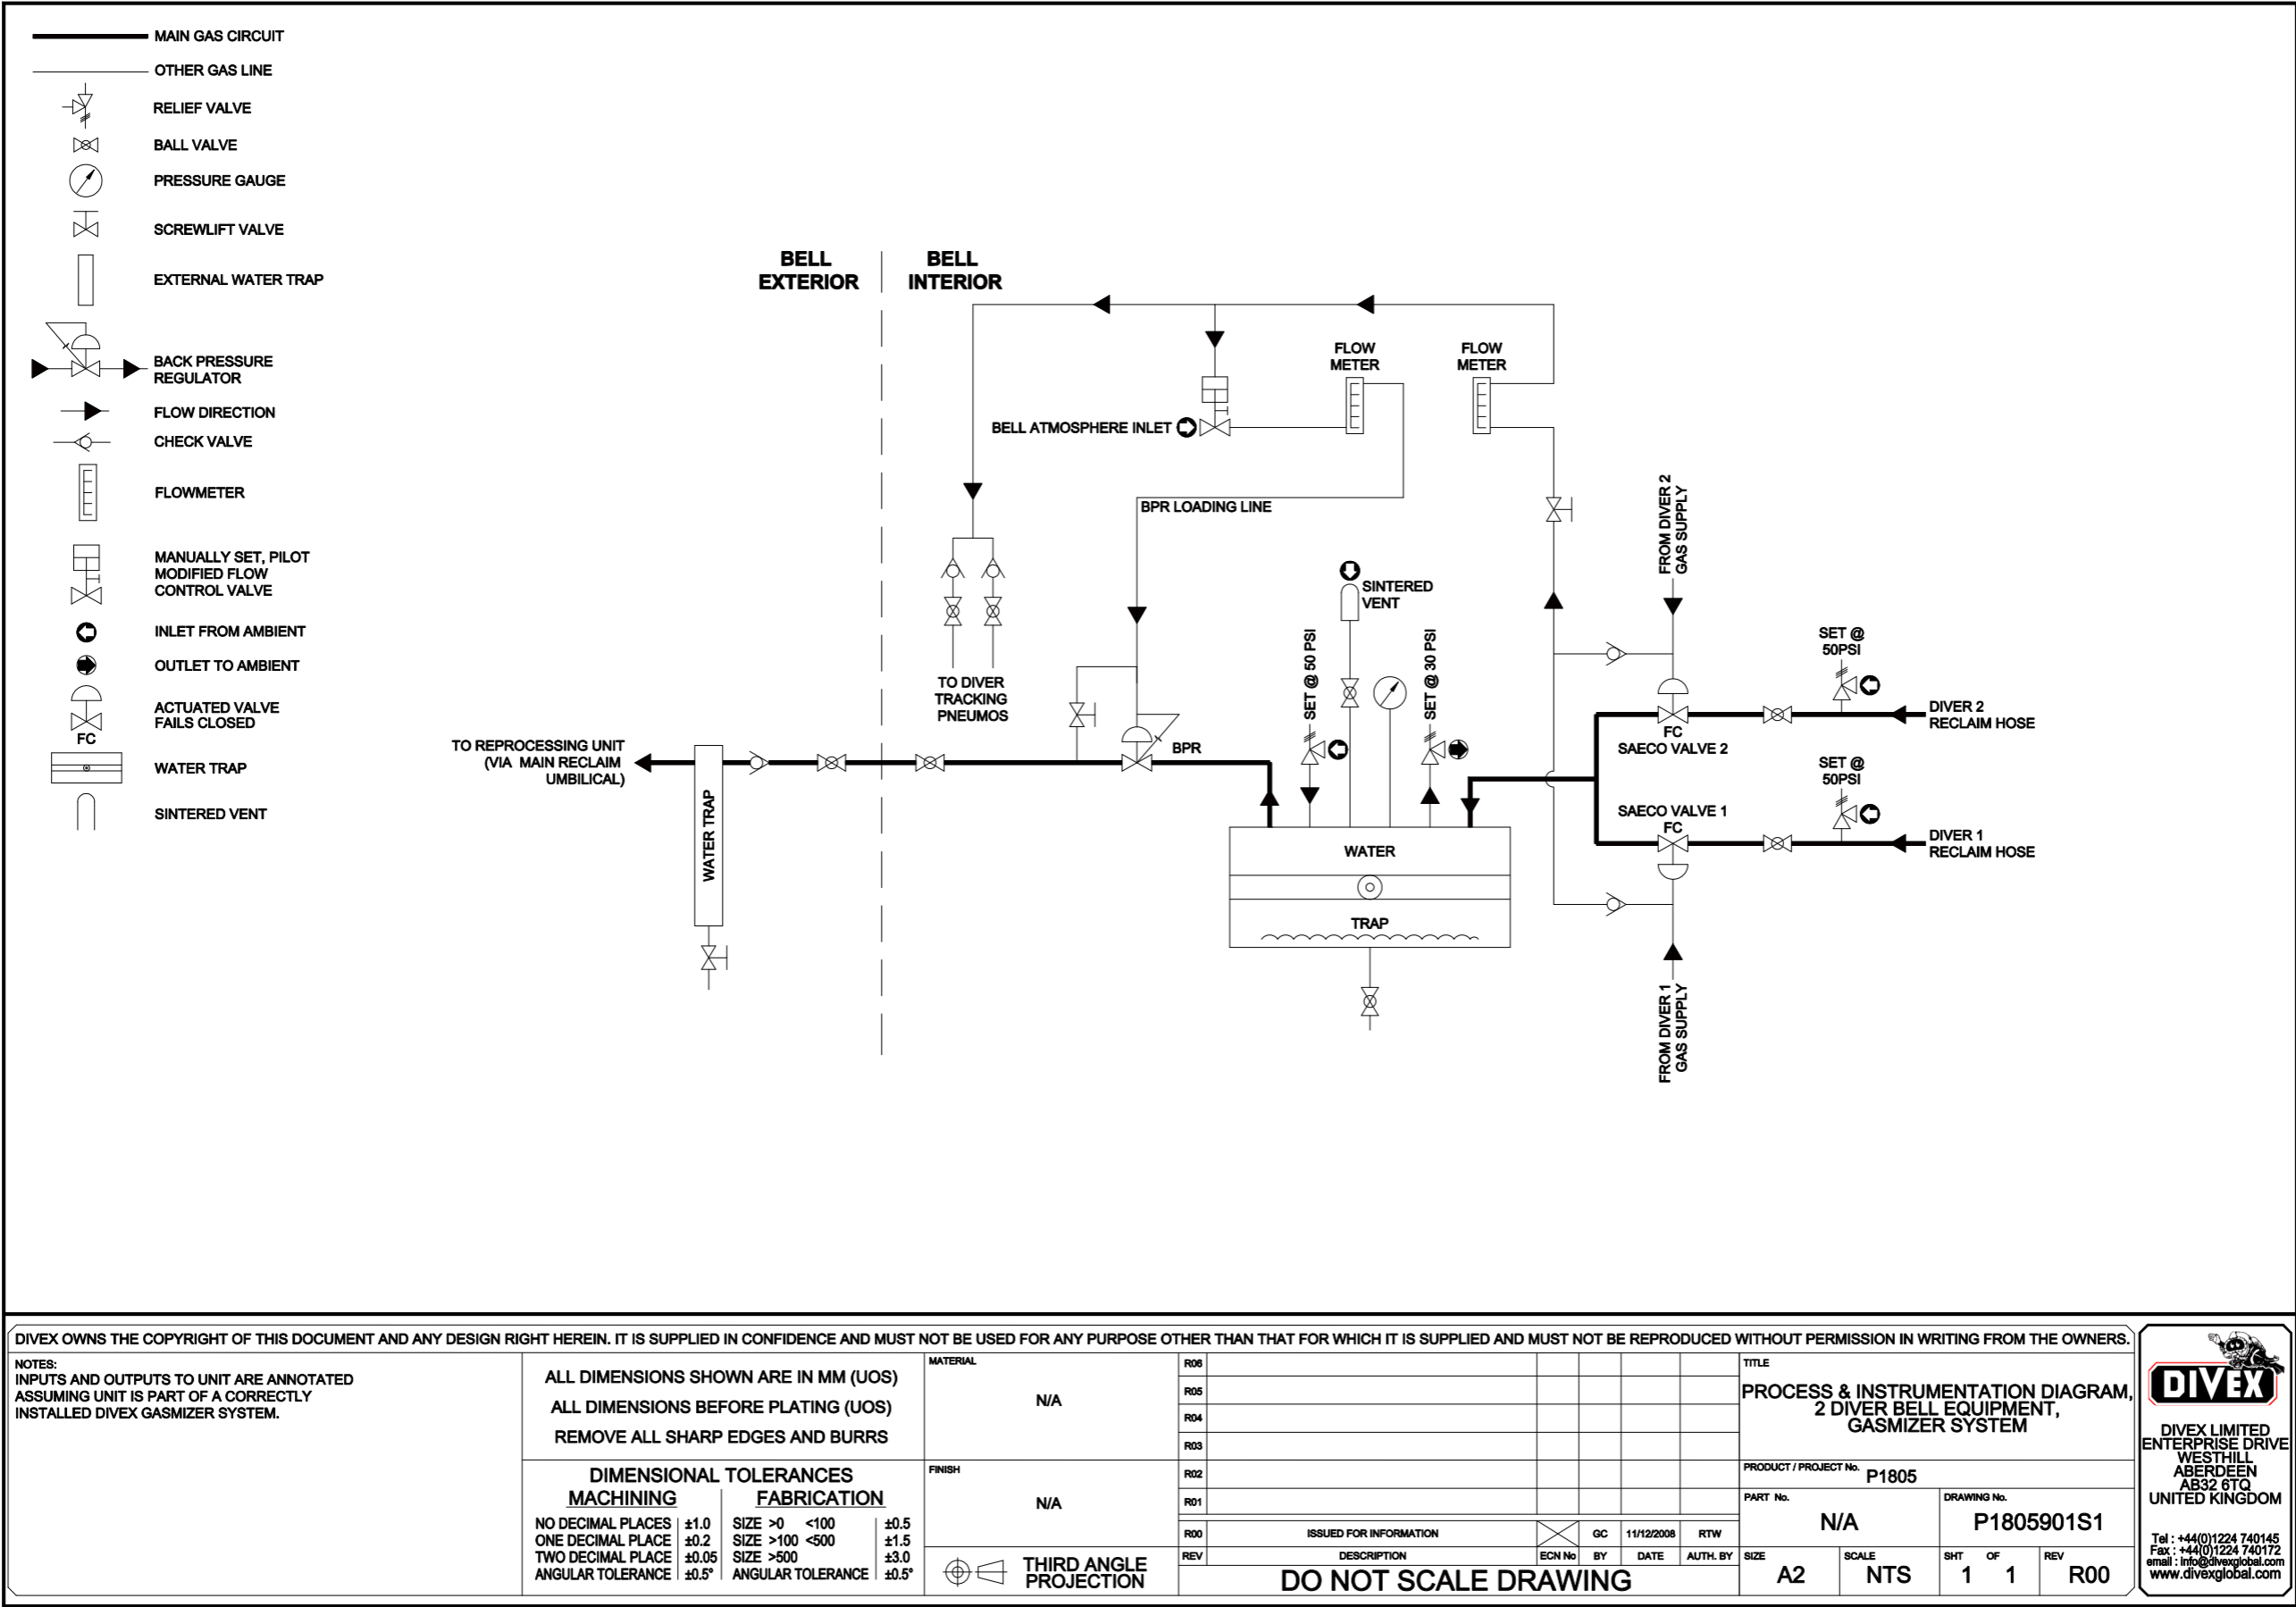 MAIN GAS CIRCUIT
OTHER GAS LINE
RELIEF VALVE
BALL VALVE
PRESSURE GAUGE
SCREWLIFT VALVE
EXTERNAL WATER TRAP
BACK PRESSURE
REGULATOR
FLOW DIRECTION
CHECK VALVE
FLOWMETER
MANUALLY SET, PILOT
MODIFIED FLOW
CONTROL VALVE
INLET FROM AMBIENT
OUTLET TO AMBIENT
ACTUATED VALVE
FAILS CLOSED
FC
WATER TRAP
SINTERED VENT
BELL
EXTERIOR
BELL
INTERIOR
FLOW
METER
FLOW
METER
BELL ATMOSPHERE INLET
BPR LOADING LINE
FROM DIVER 2
GAS SUPPLY
SINTERED
VENT
SET @ 50 PSI
SET @ 30 PSI
TO DIVER
TRACKING
PNEUMOS
SET @
50PSI
DIVER 2
RECLAIM HOSE
FC
SAECO VALVE 2
TO REPROCESSING UNIT
(VIA MAIN RECLAIM
UMBILICAL)
BPR
SET @
50PSI
SAECO VALVE 1
FC
DIVER 1
RECLAIM HOSE
WATER TRAP
WATER
TRAP
FROM DIVER 1
GAS SUPPLY
DIVEX OWNS THE COPYRIGHT OF THIS DOCUMENT AND ANY DESIGN RIGHT HEREIN. IT IS SUPPLIED IN CONFIDENCE AND MUST NOT BE USED FOR ANY PURPOSE OTHER THAN THAT FOR WHICH IT IS SUPPLIED AND MUST NOT BE REPRODUCED WITHOUT PERMISSION IN WRITING FROM THE OWNERS.
NOTES:
INPUTS AND OUTPUTS TO UNIT ARE ANNOTATED
ASSUMING UNIT IS PART OF A CORRECTLY
INSTALLED DIVEX GASMIZER SYSTEM.
ALL DIMENSIONS SHOWN ARE IN MM (UOS)
ALL DIMENSIONS BEFORE PLATING (UOS)
REMOVE ALL SHARP EDGES AND BURRS
DIMENSIONAL TOLERANCES
MACHINING FABRICATION
NO DECIMAL PLACES ±1.0 SIZE >0 <100 ±0.5
ONE DECIMAL PLACE ±0.2 SIZE >100 <500 ±1.5
TWO DECIMAL PLACE ±0.05 SIZE >500 ±3.0
ANGULAR TOLERANCE ±0.5° ANGULAR TOLERANCE ±0.5°
MATERIAL
N/A
FINISH
N/A
THIRD ANGLE
PROJECTION
R06
R05
R04
R03
R02
R01
R00 ISSUED FOR INFORMATION GC 11/12/2008 RTW
REV DESCRIPTION ECN No BY DATE AUTH. BY
DO NOT SCALE DRAWING
TITLE
PROCESS & INSTRUMENTATION DIAGRAM,
2 DIVER BELL EQUIPMENT,
GASMIZER SYSTEM
PRODUCT / PROJECT No. P1805
PART No. DRAWING No.
N/A P1805901S1
SIZE SCALE SHT OF REV
A2 NTS 1 1 R00
DIVEX
DIVEX LIMITED
ENTERPRISE DRIVE
WESTHILL
ABERDEEN
AB32 6TQ
UNITED KINGDOM
Tel : +44(0)1224 740145
Fax : +44(0)1224 740172
email : info@divexglobal.com
www.divexglobal.com